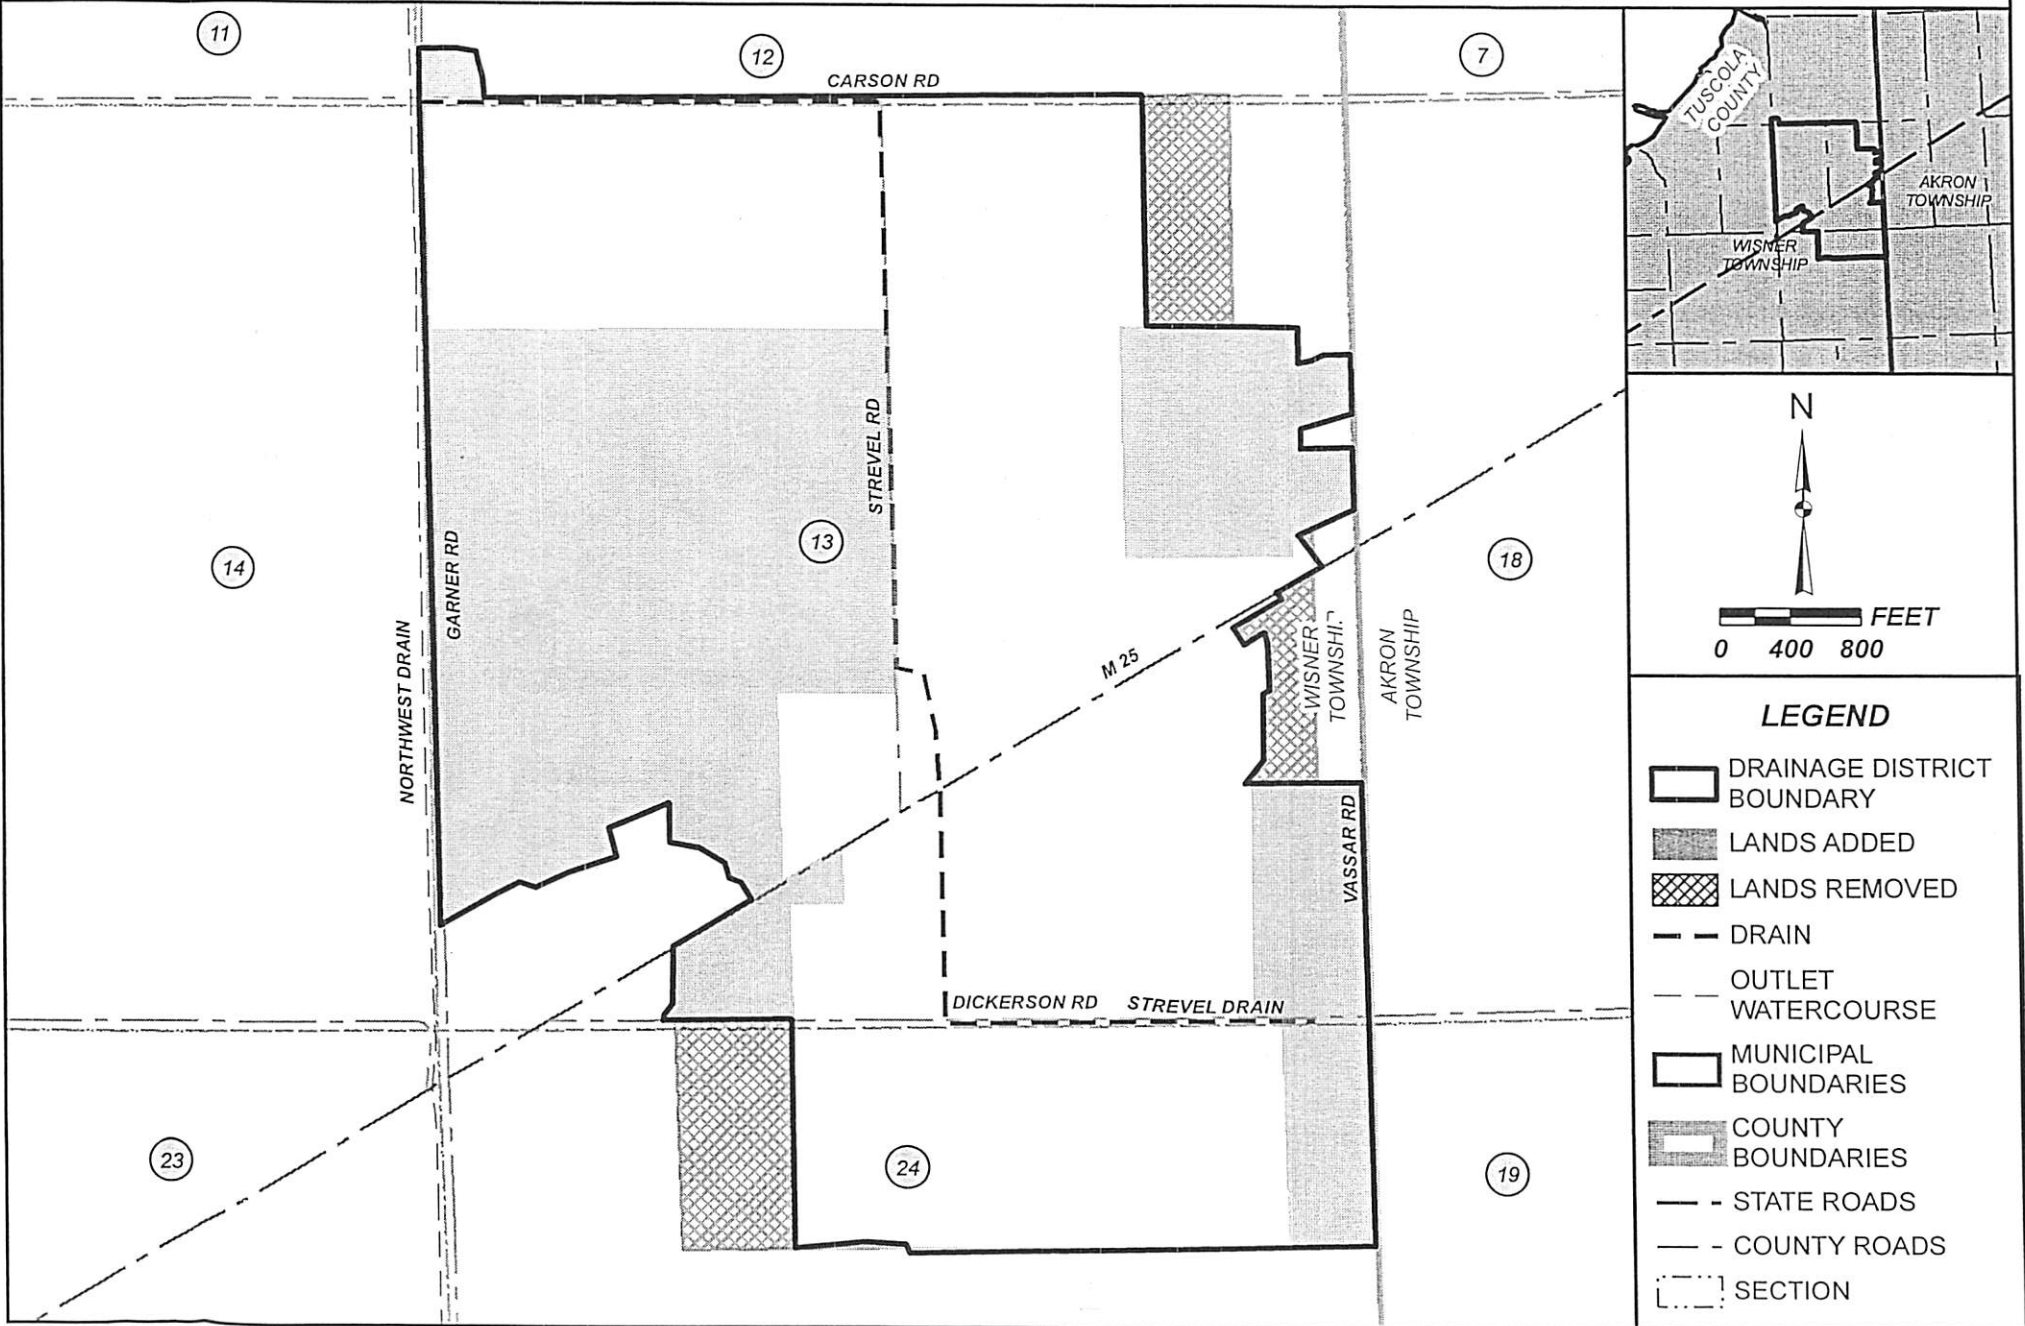 11
12
7
CARSON RD
STREVEL RD
13
14
GARNER RD
NORTHWEST DRAIN
18
M 25
WISNER
AKRON
TOWNSHIP
VASSAR RD
DICKERSON RD
STREVEL DRAIN
23
24
19
TUSCOLA
COUNTY
AKRON
TOWNSHIP
WISNER
TOWNSHIP
N
FEET
0 400 800
LEGEND
DRAINAGE DISTRICT
BOUNDARY
LANDS ADDED
LANDS REMOVED
DRAIN
OUTLET
WATERCOURSE
MUNICIPAL
BOUNDARIES
COUNTY
BOUNDARIES
STATE ROADS
COUNTY ROADS
SECTION